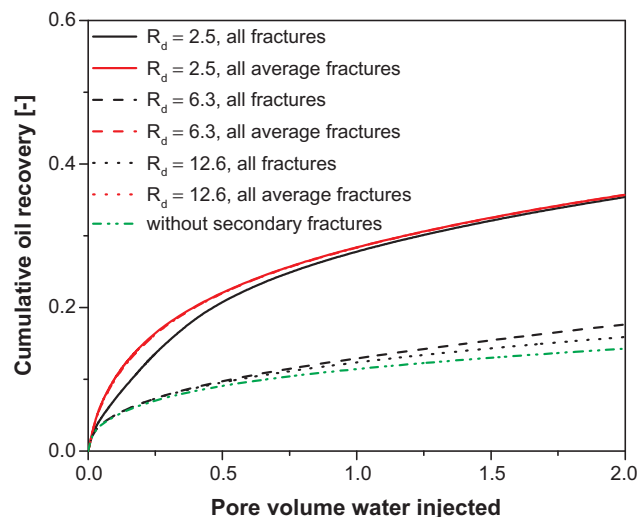 0.6
0.4
0.2
0.0
Cumulative oil recovery [-]
R_d = 2.5, all fractures
R_d = 2.5, all average fractures
R_d = 6.3, all fractures
R_d = 6.3, all average fractures
R_d = 12.6, all fractures
R_d = 12.6, all average fractures
without secondary fractures
0.0 0.5 1.0 1.5 2.0
Pore volume water injected